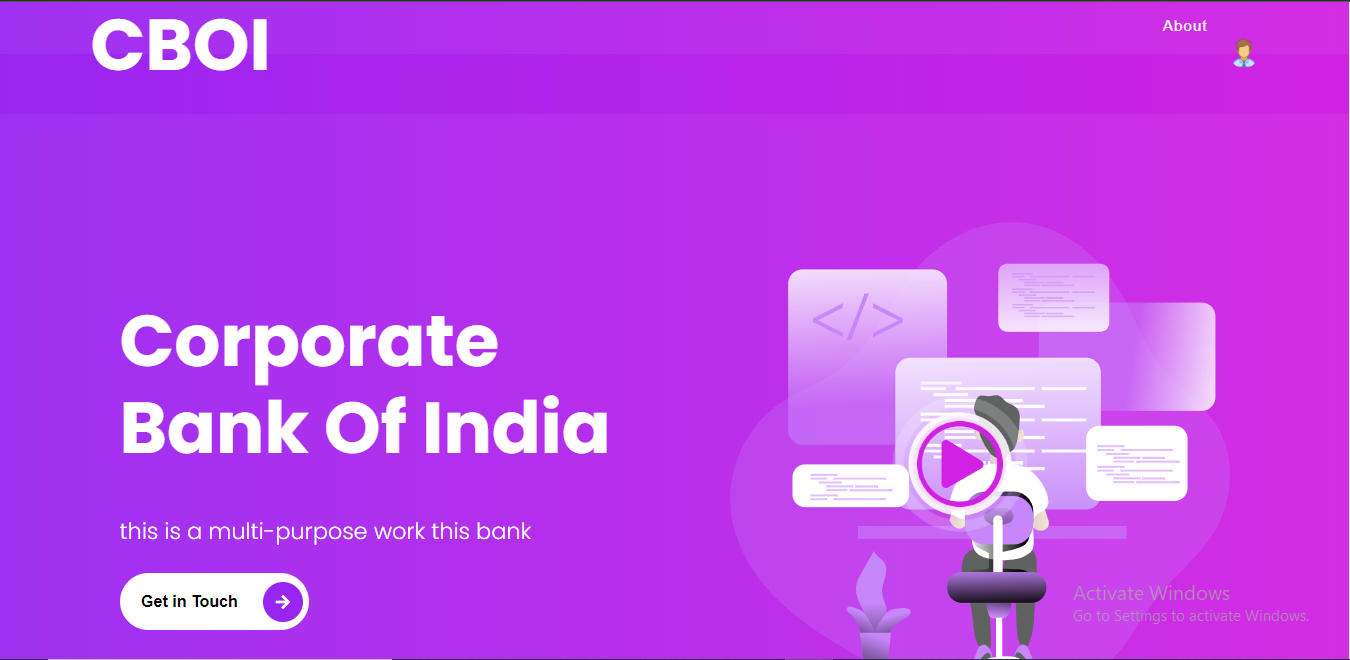 CBOI
About
Corporate
Bank Of India
this is a multi-purpose work this bank
Get in Touch
</>
Activate Windows
Go to Settings to activate Windows.